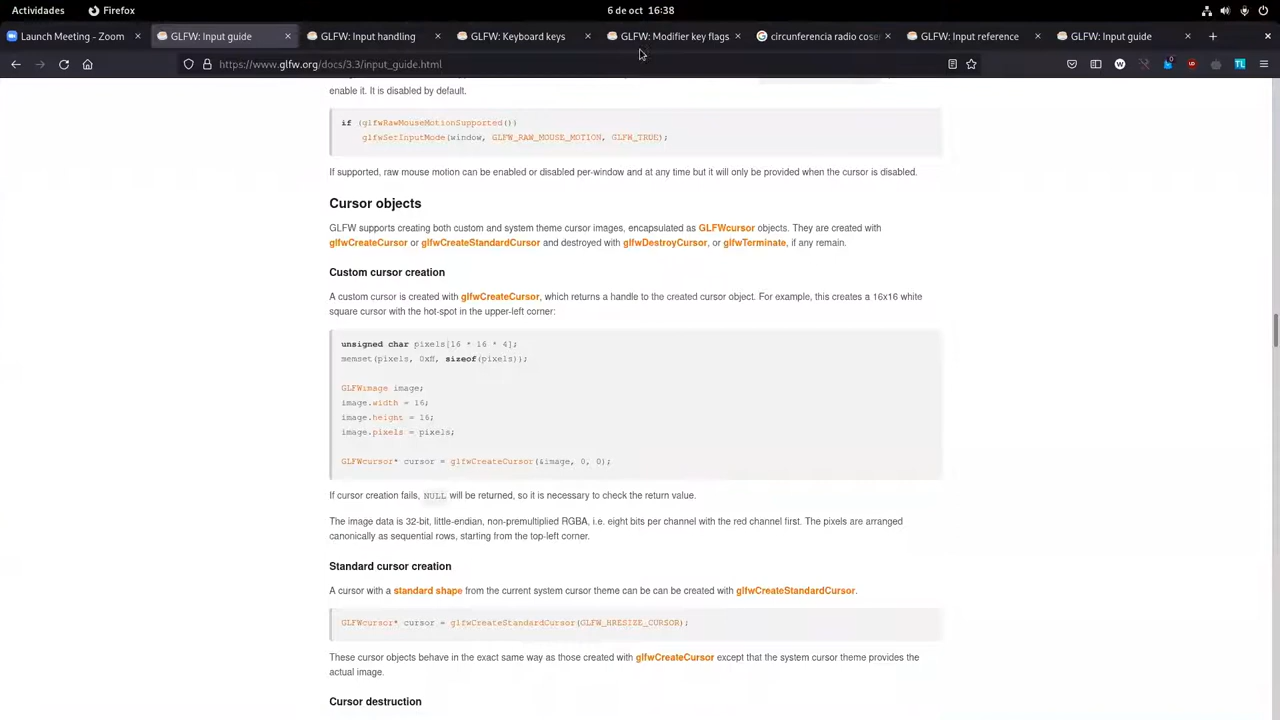 Actividades Firefox 6 de oct 16:38
Launch Meeting - Zoom GLFW: Input guide GLFW: Input handling GLFW: Keyboard keys GLFW: Modifier key flags circunferencia radio cose GLFW: Input reference GLFW: Input guide
https://www.glfw.org/docs/3.3/input_guide.html
enable it. It is disabled by default.
if (glfwRawMouseMotionSupported())
glfwSetInputMode(window, GLFW_RAW_MOUSE_MOTION, GLFW_TRUE);
If supported, raw mouse motion can be enabled or disabled per-window and at any time but it will only be provided when the cursor is disabled.
Cursor objects
GLFW supports creating both custom and system theme cursor images, encapsulated as GLFWcursor objects. They are created with
glfwCreateCursor or glfwCreateStandardCursor and destroyed with glfwDestroyCursor, or glfwTerminate, if any remain.
Custom cursor creation
A custom cursor is created with glfwCreateCursor, which returns a handle to the created cursor object. For example, this creates a 16x16 white
square cursor with the hot-spot in the upper-left corner:
unsigned char pixels[16 * 16 * 4];
memset(pixels, 0xff, sizeof(pixels));
GLFWimage image;
image.width = 16;
image.height = 16;
image.pixels = pixels;
GLFWcursor* cursor = glfwCreateCursor(&image, 0, 0);
If cursor creation fails, NULL will be returned, so it is necessary to check the return value.
The image data is 32-bit, little-endian, non-premultiplied RGBA, i.e. eight bits per channel with the red channel first. The pixels are arranged
canonically as sequential rows, starting from the top-left corner.
Standard cursor creation
A cursor with a standard shape from the current system cursor theme can be can be created with glfwCreateStandardCursor.
GLFWcursor* cursor = glfwCreateStandardCursor(GLFW_HRESIZE_CURSOR);
These cursor objects behave in the exact same way as those created with glfwCreateCursor except that the system cursor theme provides the
actual image.
Cursor destruction